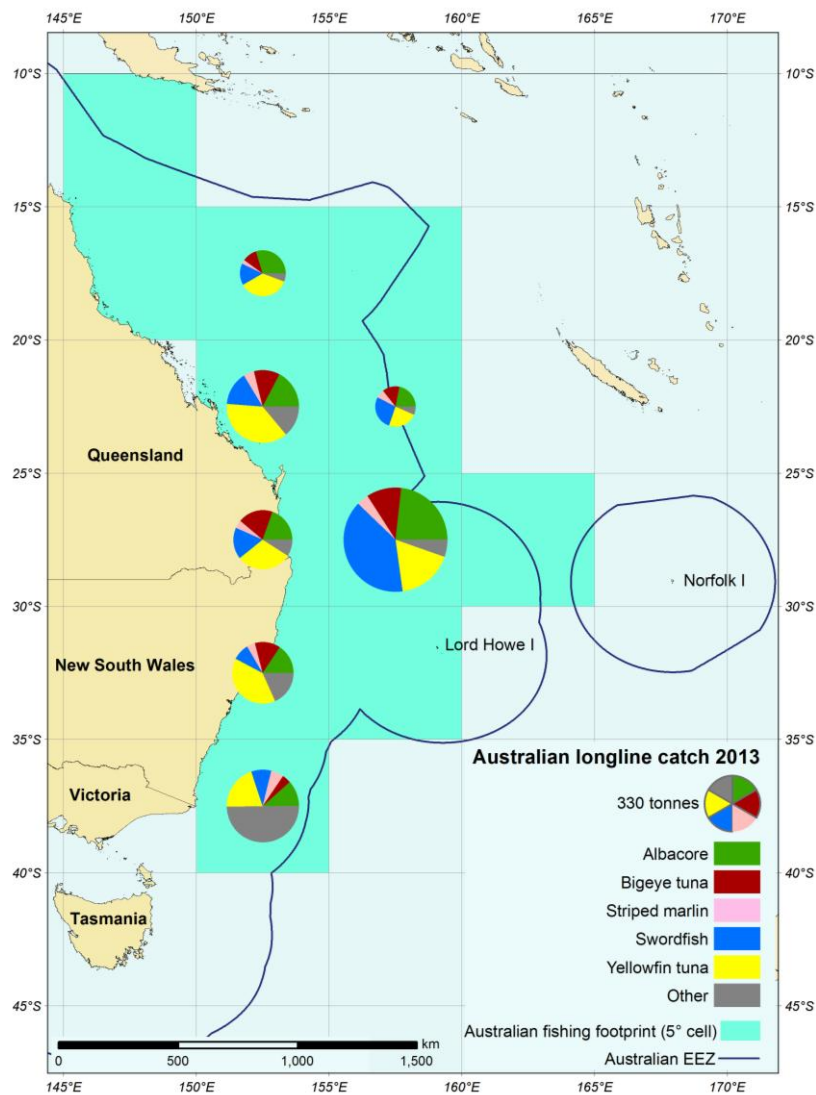 145°E 150°E 155°E 160°E 165°E 170°E
10°S 10°S
15°S 15°S
20°S 20°S
Queensland
25°S 25°S
Norfolk I
30°S 30°S
Lord Howe I
New South Wales
35°S 35°S
Australian longline catch 2013
Victoria
330 tonnes
Albacore
40°S 40°S
Bigeye tuna
Striped marlin
Tasmania
Swordfish
Yellowfin tuna
Other
45°S 45°S
Australian fishing footprint (5° cell)
km
Australian EEZ
0 500 1,000 1,500
145°E 150°E 155°E 160°E 165°E 170°E